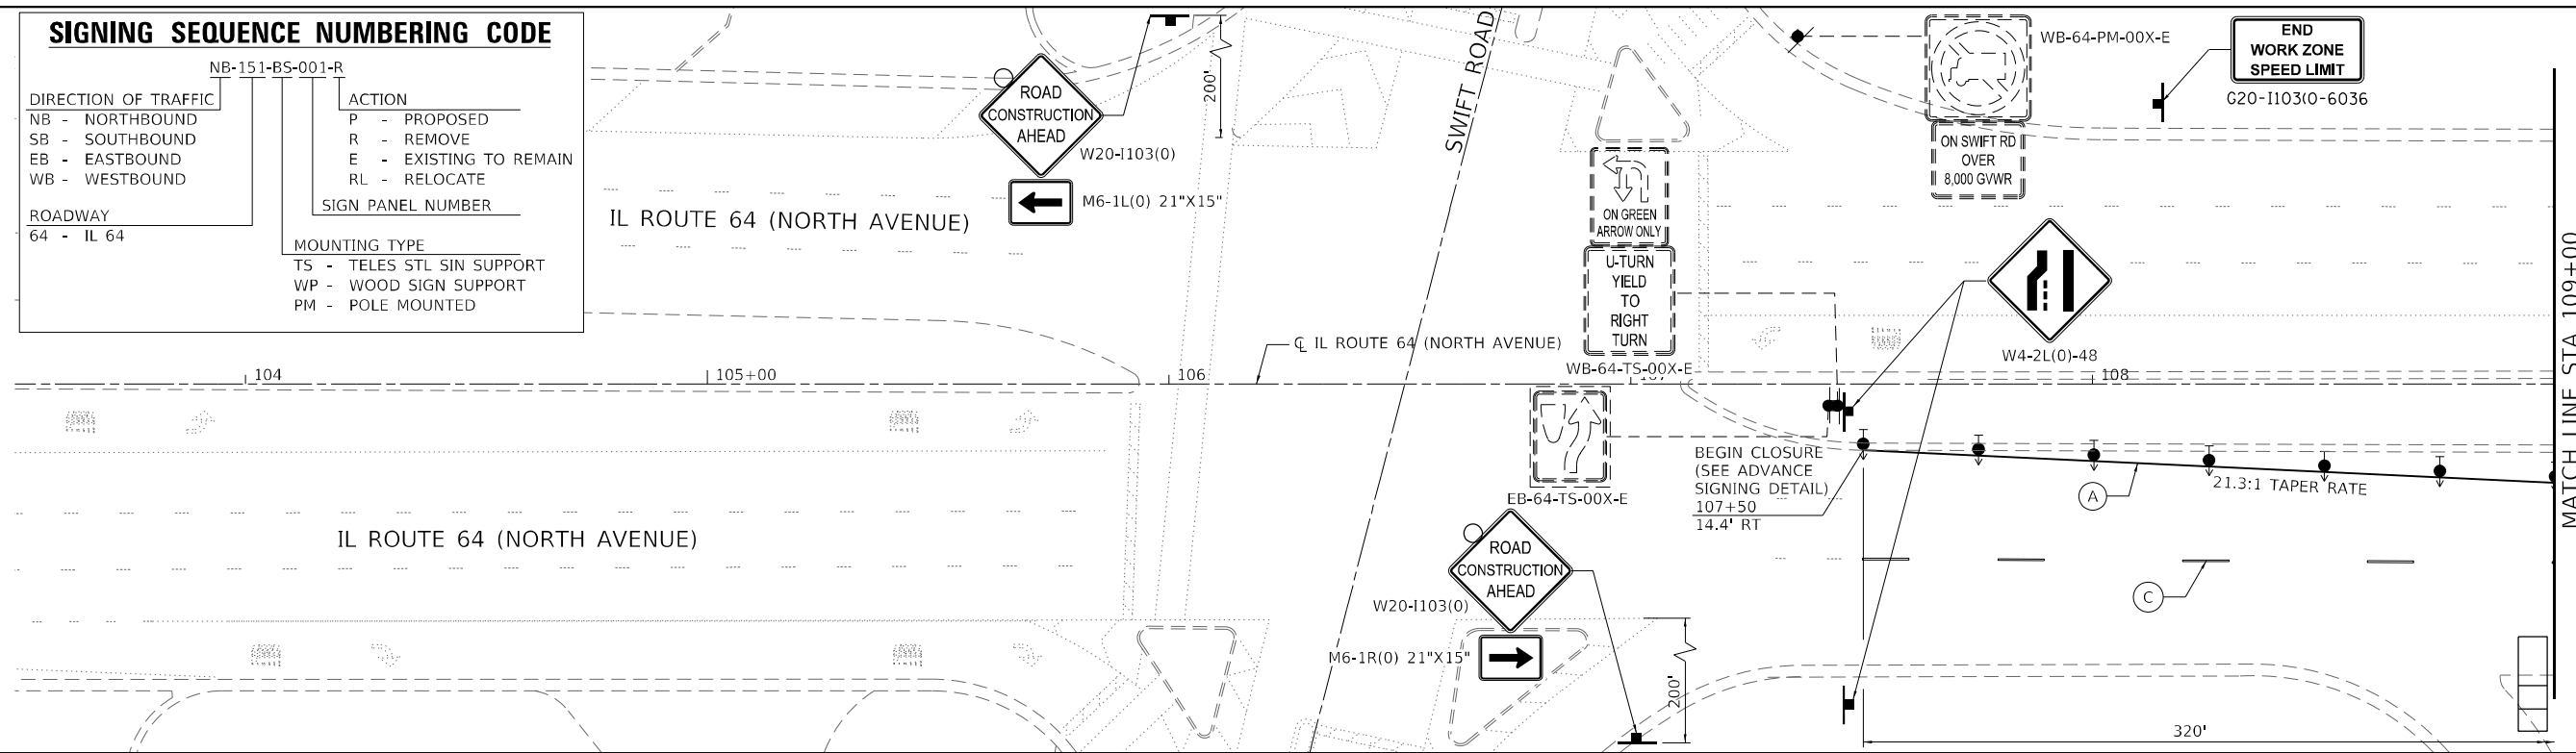 SIGNING SEQUENCE NUMBERING CODE
NB-151-BS-001-R
DIRECTION OF TRAFFIC
NB - NORTHBOUND
SB - SOUTHBOUND
EB - EASTBOUND
WB - WESTBOUND
ROADWAY
64 - IL 64
ACTION
P - PROPOSED
R - REMOVE
E - EXISTING TO REMAIN
RL - RELOCATE
SIGN PANEL NUMBER
MOUNTING TYPE
TS - TELES STL SIN SUPPORT
WP - WOOD SIGN SUPPORT
PM - POLE MOUNTED
ROAD
CONSTRUCTION
AHEAD
W20-I103(O)
M6-1L(O) 21"X15"
200'
SWIFT ROAD
IL ROUTE 64 (NORTH AVENUE)
ON GREEN
ARROW ONLY
U-TURN
YIELD
TO
RIGHT
TURN
WB-64-TS-00X-E
WB-64-PM-00X-E
ON SWIFT RD
OVER
8,000 GVWR
END
WORK ZONE
SPEED LIMIT
G20-I103(O-6036
W4-2L(O)-48
℄ IL ROUTE 64 (NORTH AVENUE)
104
105+00
106
107
108
MATCH LINE STA 109+00
EB-64-TS-00X-E
BEGIN CLOSURE
(SEE ADVANCE
SIGNING DETAIL)
107+50
14.4' RT
A
21.3:1 TAPER RATE
C
IL ROUTE 64 (NORTH AVENUE)
ROAD
CONSTRUCTION
AHEAD
W20-I103(O)
M6-1R(O) 21"X15"
200'
320'